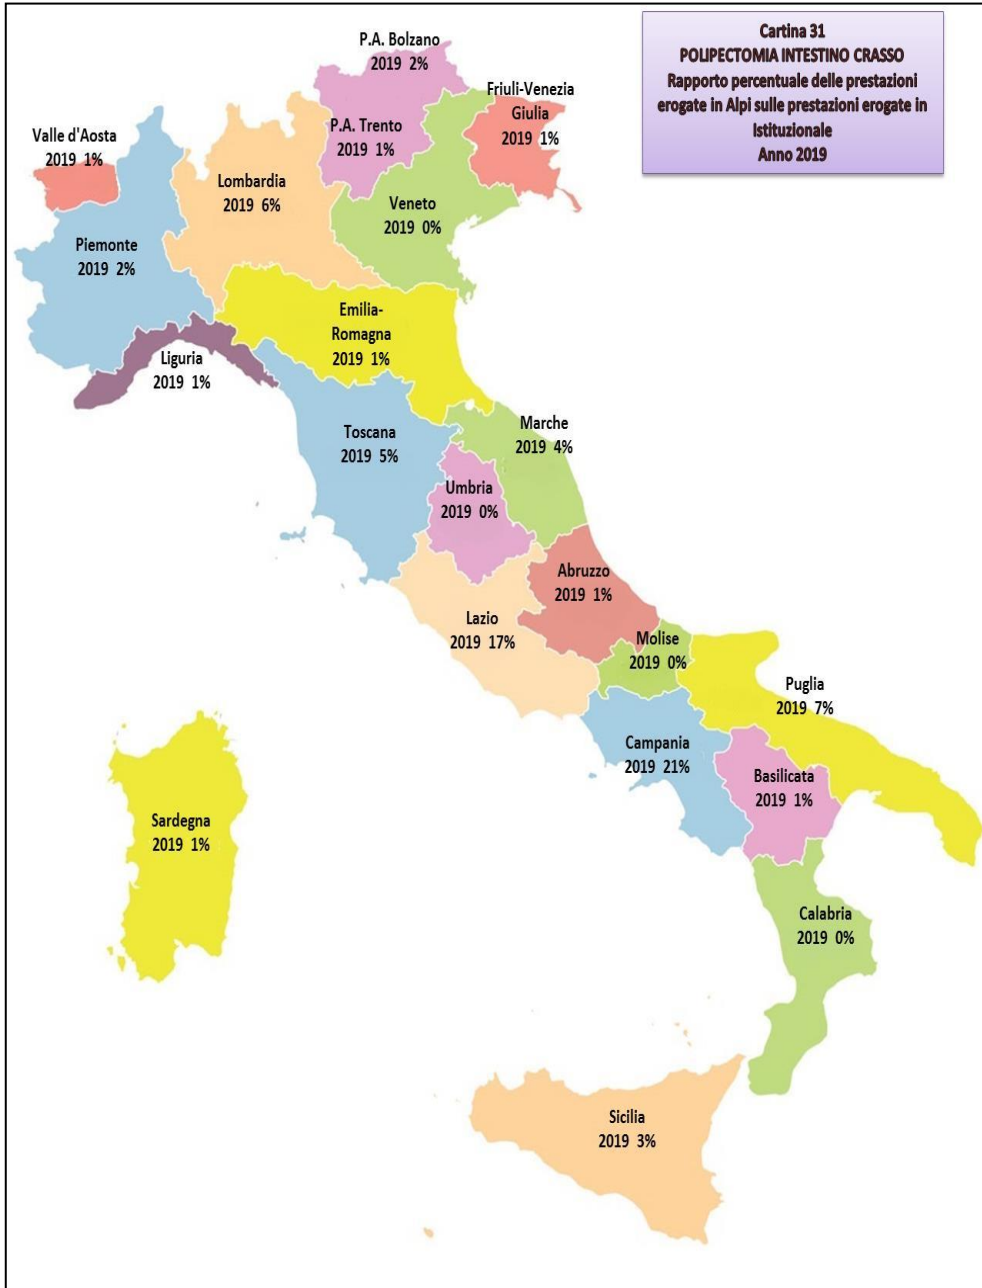 Cartina 31
POLIPECTOMIA INTESTINO CRASSO
Rapporto percentuale delle prestazioni
erogate in Alpi sulle prestazioni erogate in
Istituzionale
Anno 2019
P.A. Bolzano
2019 2%
Friuli-Venezia
Giulia
2019 1%
P.A. Trento
2019 1%
Valle d'Aosta
2019 1%
Lombardia
2019 6%
Veneto
2019 0%
Piemonte
2019 2%
Emilia-
Romagna
2019 1%
Liguria
2019 1%
Toscana
2019 5%
Marche
2019 4%
Umbria
2019 0%
Abruzzo
2019 1%
Lazio
2019 17%
Molise
2019 0%
Puglia
2019 7%
Campania
2019 21%
Basilicata
2019 1%
Sardegna
2019 1%
Calabria
2019 0%
Sicilia
2019 3%